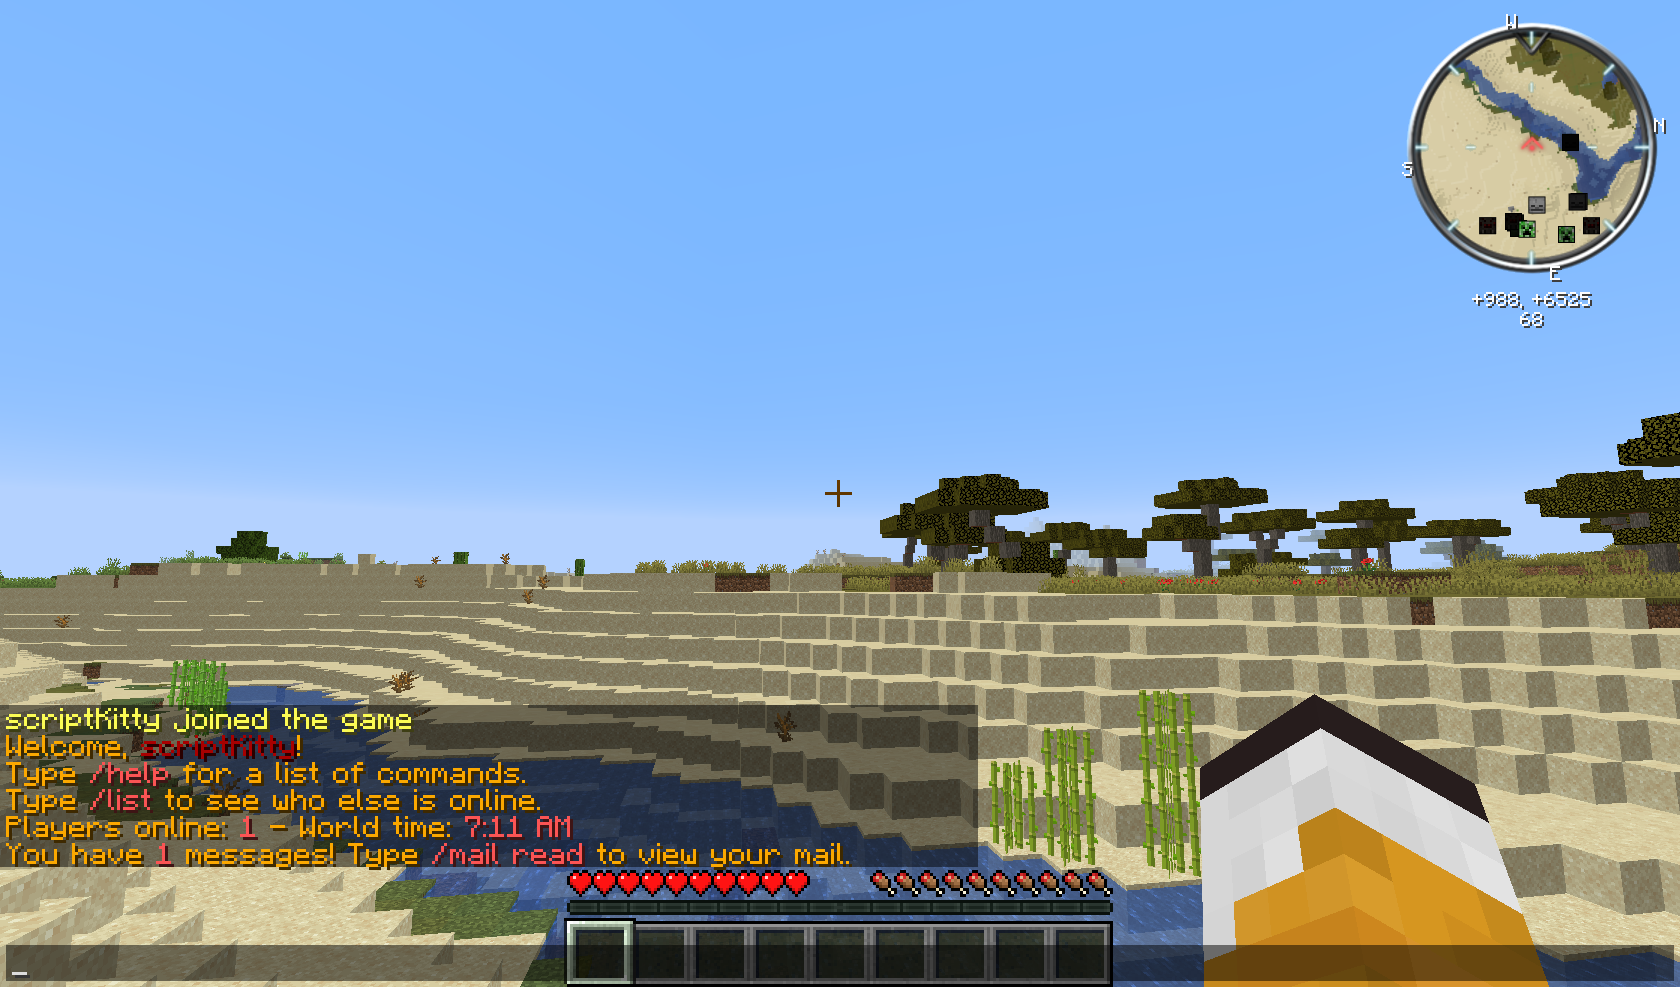 W
N
S
E
+988, +6525
68
scriptKitty joined the game
Welcome, scriptKitty!
Type /help for a list of commands.
Type /list to see who else is online.
Players online: 1 - World time: 7:11 AM
You have 1 messages! Type /mail read to view your mail.
_